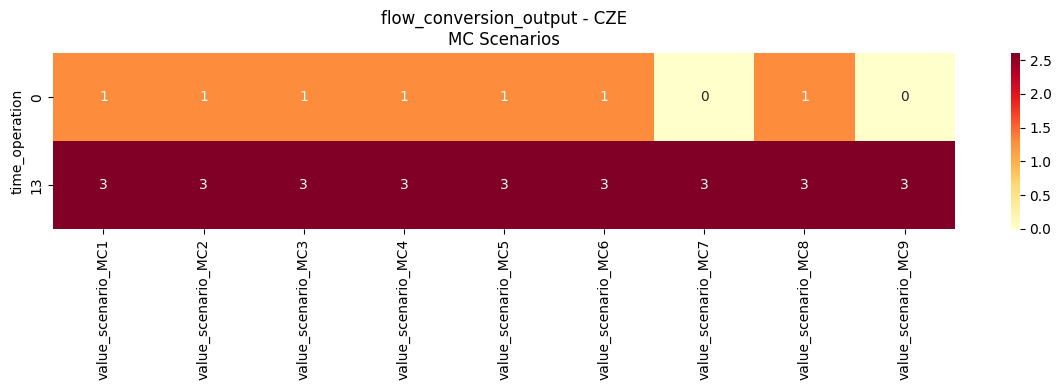 flow_conversion_output - CZE
MC Scenarios
time_operation
0
1 1 1 1 1 1 0 1 0
13
3 3 3 3 3 3 3 3 3
value_scenario_MC1
value_scenario_MC2
value_scenario_MC3
value_scenario_MC4
value_scenario_MC5
value_scenario_MC6
value_scenario_MC7
value_scenario_MC8
value_scenario_MC9
2.5
2.0
1.5
1.0
0.5
0.0